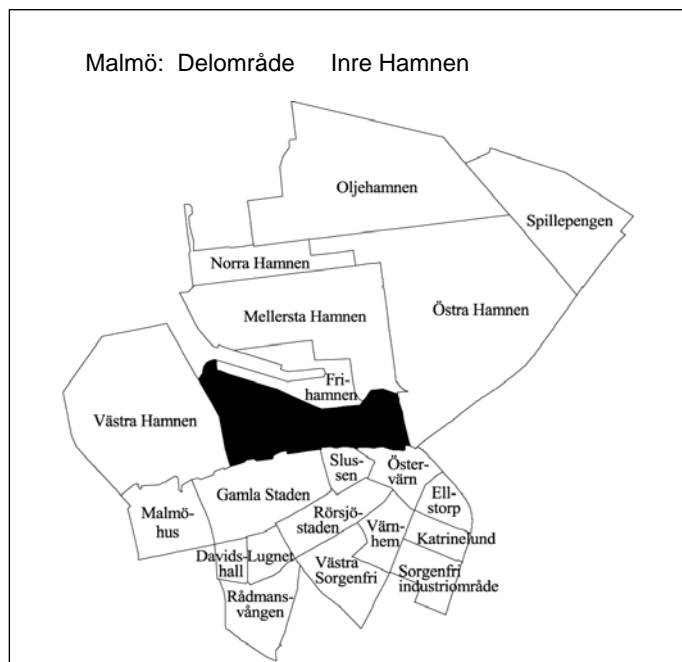 Malmö: Delområde Inre Hamnen
Oljehamnen
Spillepengen
Norra Hamnen
Östra Hamnen
Mellersta Hamnen
Fri-
hamnen
Västra Hamnen
Slus-
sen
Öster-
värn
Gamla Staden
Ell-
storp
Malmö-
hus
Rörsjö-
staden
Värn-
hem
Katrinelund
Davids-
hall
Lugnet
Västra
Sorgenfri
Sorgenfri
industriområde
Rådmans-
vången